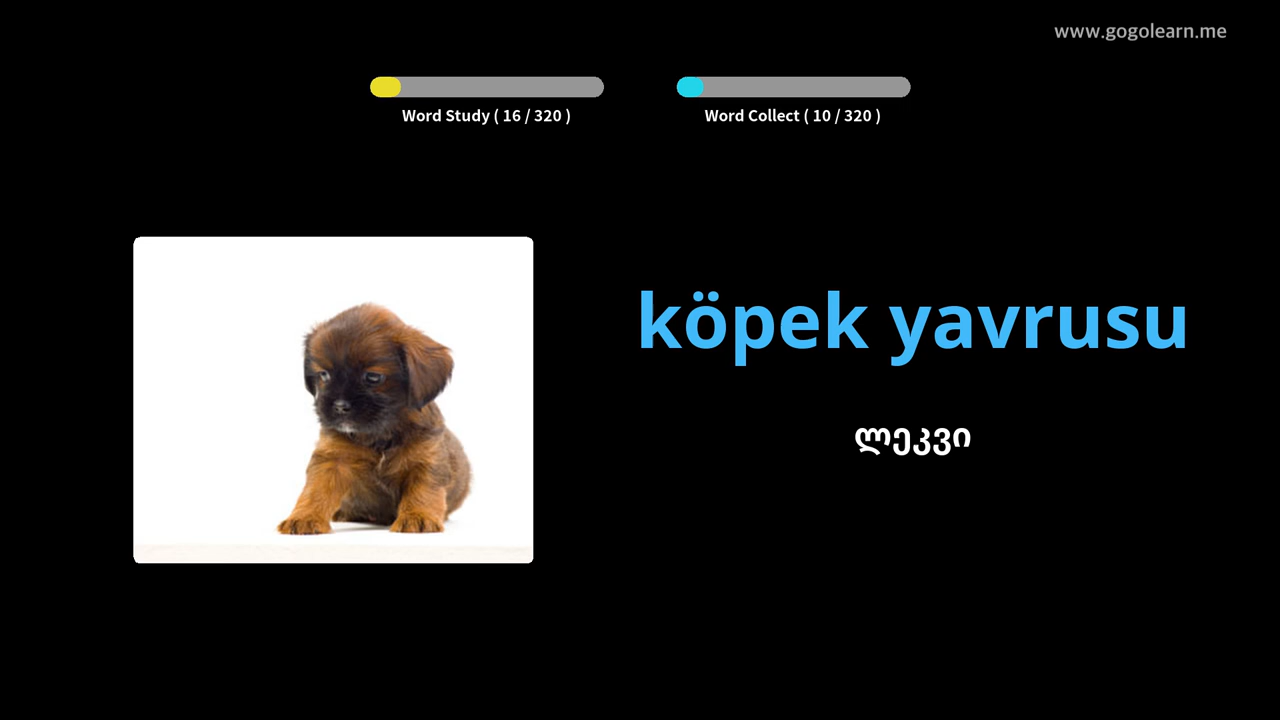 www.gogolearn.me
Word Study ( 16 / 320 )
Word Collect ( 10 / 320 )
köpek yavrusu
ლეკვი